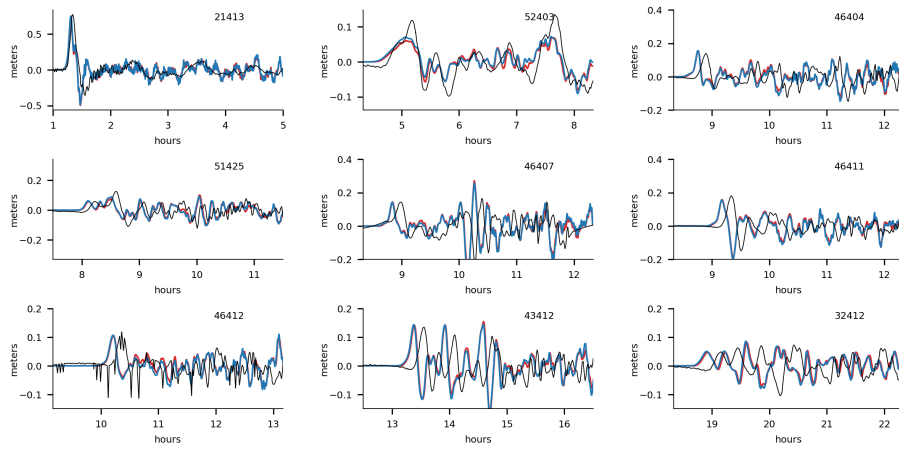 21413
meters
0.5
0.0
−0.5
1 2 3 4 5
hours
52403
meters
0.1
0.0
−0.1
5 6 7 8
hours
46404
meters
0.4
0.2
0.0
−0.2
9 10 11 12
hours
51425
meters
0.2
0.0
−0.2
8 9 10 11
hours
46407
meters
0.4
0.2
0.0
−0.2
9 10 11 12
hours
46411
meters
0.4
0.2
0.0
−0.2
9 10 11 12
hours
46412
meters
0.2
0.1
0.0
−0.1
10 11 12 13
hours
43412
meters
0.2
0.1
0.0
−0.1
13 14 15 16
hours
32412
meters
0.2
0.1
0.0
−0.1
19 20 21 22
hours